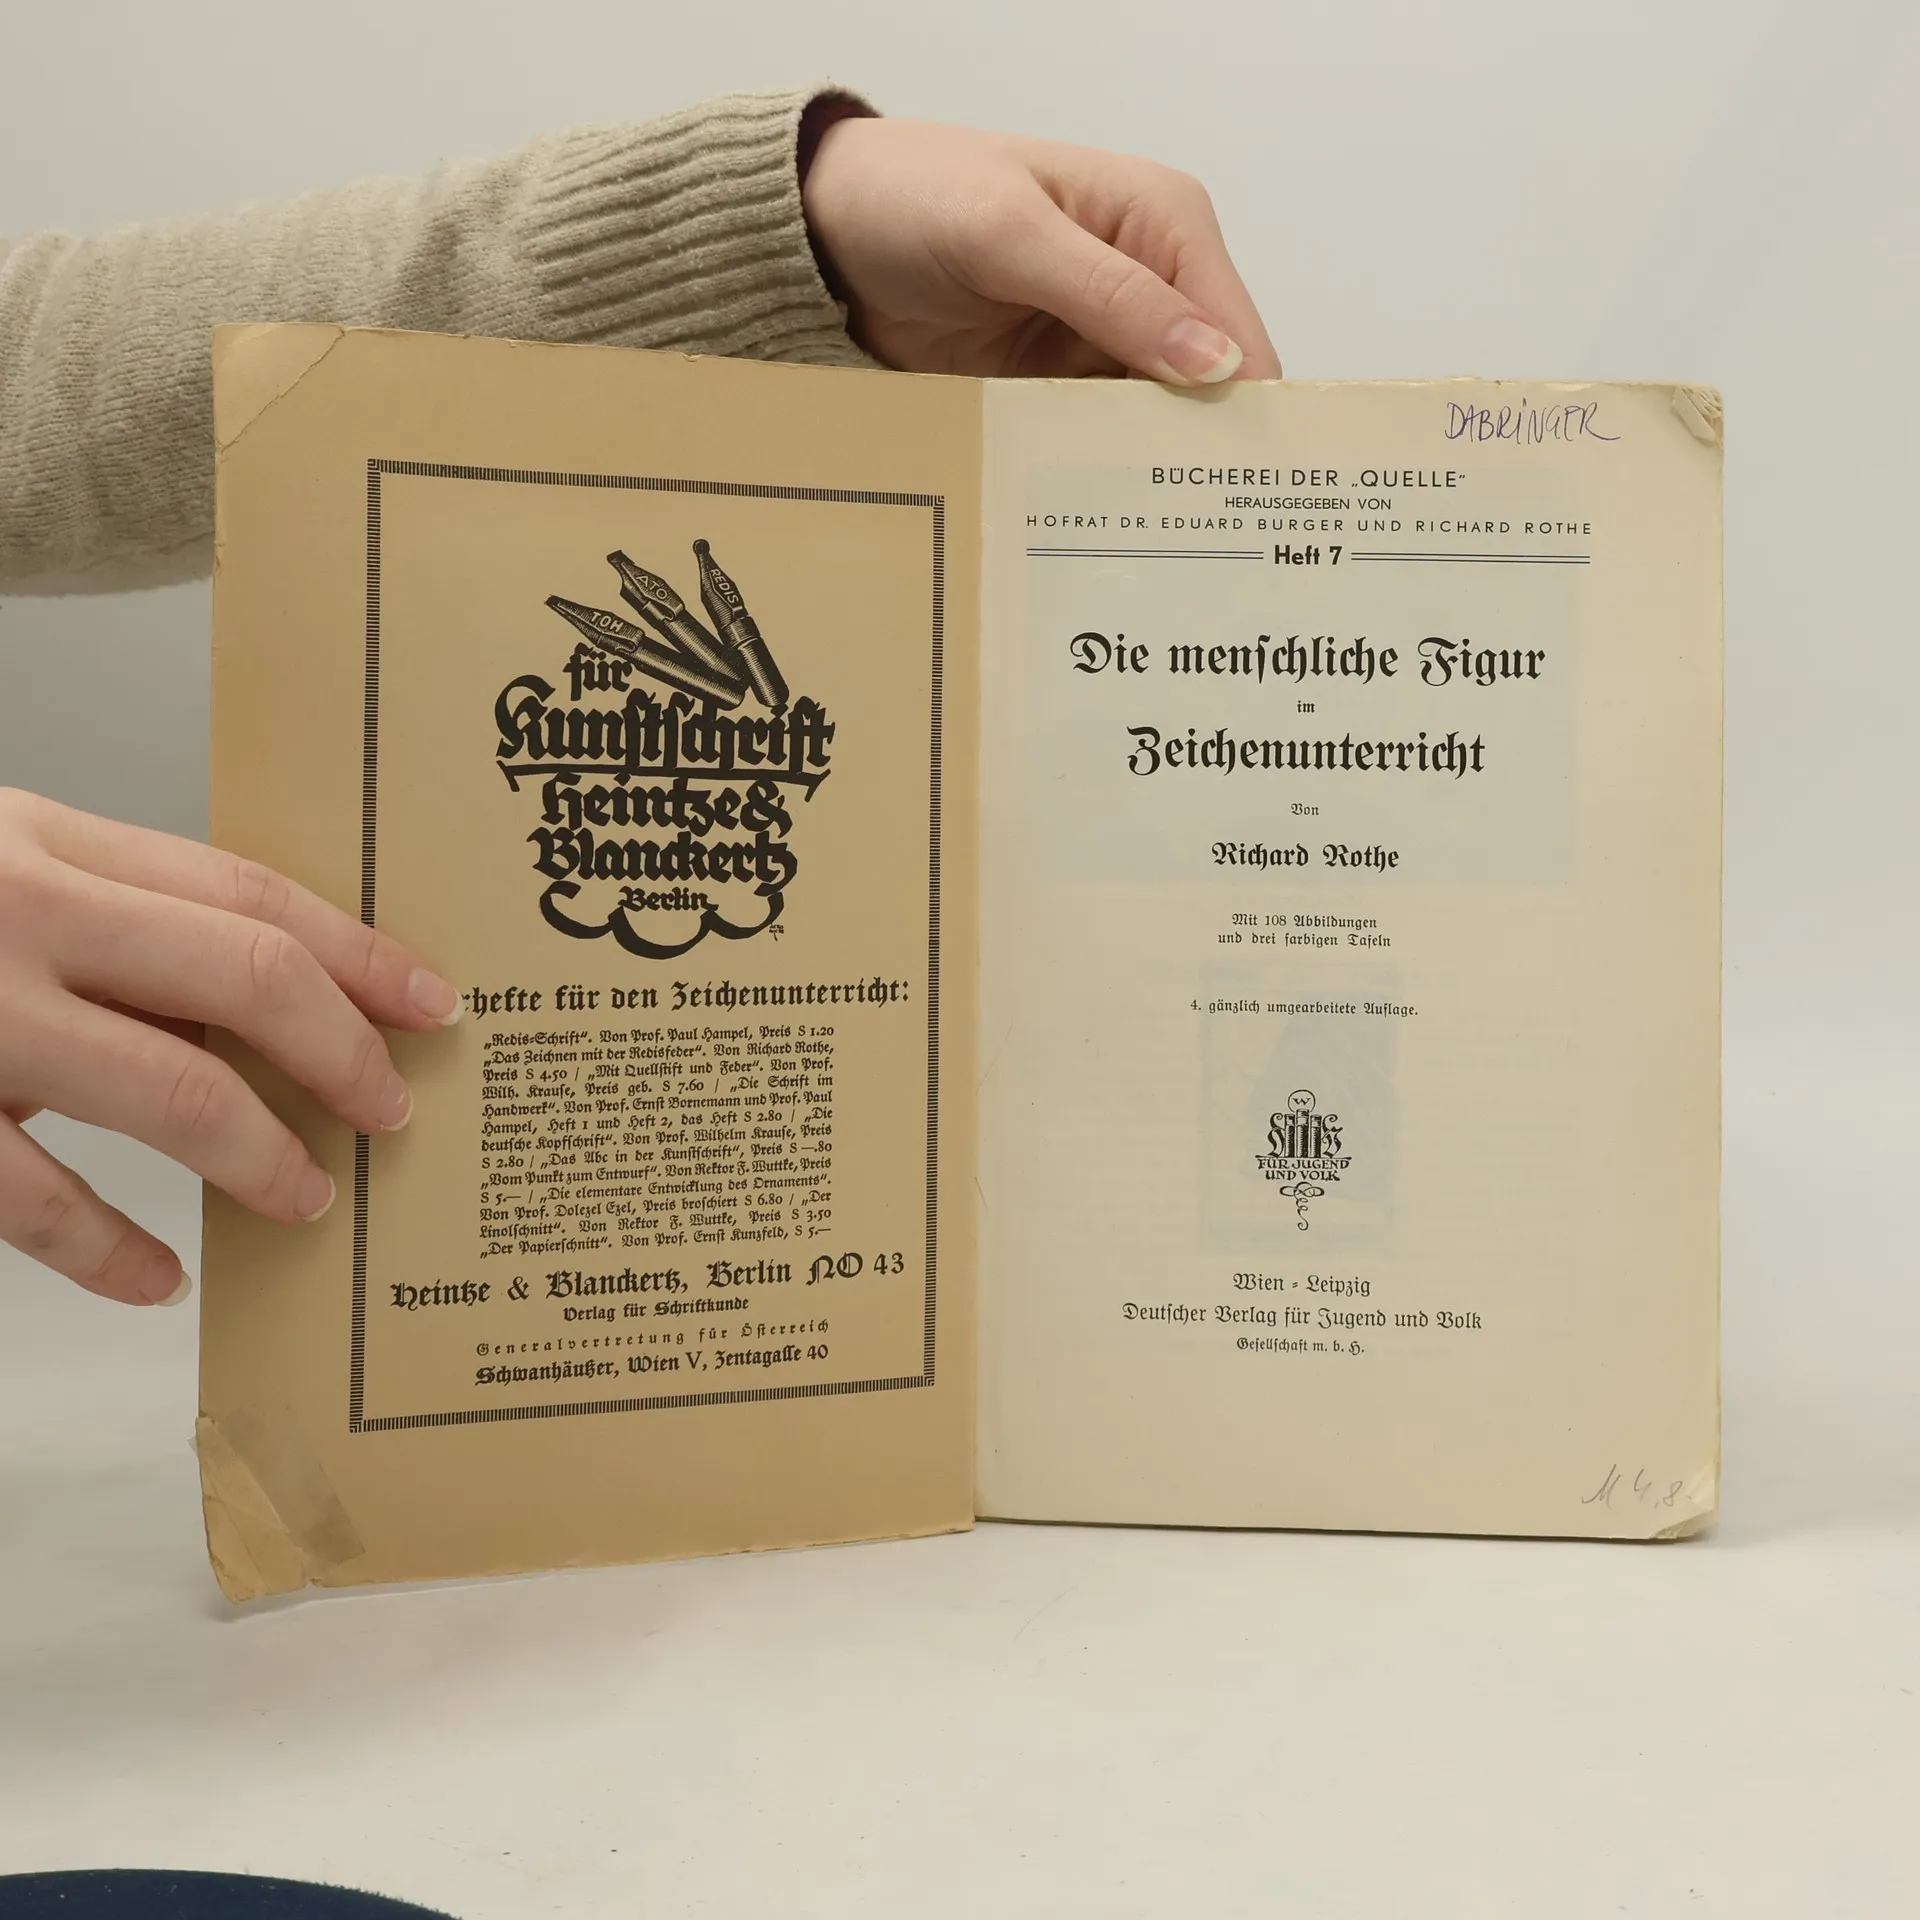 TOH
ATO
REDIS
für
Kunstschrift
Heintze &
Blanckertz
Berlin
für den Zeichenunterricht:
„Redis=Schrift“. Von Prof. Paul Hampel, Preis S 1.20
„Das Zeichnen mit der Redisfeder“. Von Richard Rothe,
Preis S 4.50 / „Mit Quellstift und Feder“. Von Prof.
Wilh. Krause, Preis geb. S 7.60 / „Die Schrift im
Handwerk“. Von Prof. Ernst Bornemann und Prof. Paul
Hampel, Heft 1 und Heft 2, das Heft S 2.80 / „Die
deutsche Kopfschrift“. Von Prof. Wilhelm Krause, Preis
S 2.80 / „Das Abc in der Kunstschrift“, Preis S —.80
„Vom Punkt zum Entwurf“. Von Rektor F. Wuttke, Preis
S 5.— / „Die elementare Entwicklung des Ornaments“.
Von Prof. Dolezel Ezel, Preis broschiert S 6.80 / „Der
Linolschnitt“. Von Rektor F. Wuttke, Preis S 3.50
„Der Papierschnitt“. Von Prof. Ernst Kunzfeld, S 5.—
Heintze & Blanckertz, Berlin NO 43
Verlag für Schriftkunde
Generalvertretung für Österreich
Schwanhäußer, Wien V, Zentagasse 40
DABRINGER
BÜCHEREI DER „QUELLE“
HERAUSGEGEBEN VON
HOFRAT DR. EDUARD BURGER UND RICHARD ROTHE
Heft 7
Die menschliche Figur
im
Zeichenunterricht
Von
Richard Rothe
Mit 108 Abbildungen
und drei farbigen Tafeln
4. gänzlich umgearbeitete Auflage.
W
FÜR JUGEND
UND VOLK
Wien = Leipzig
Deutscher Verlag für Jugend und Volk
Gesellschaft m. b. H.